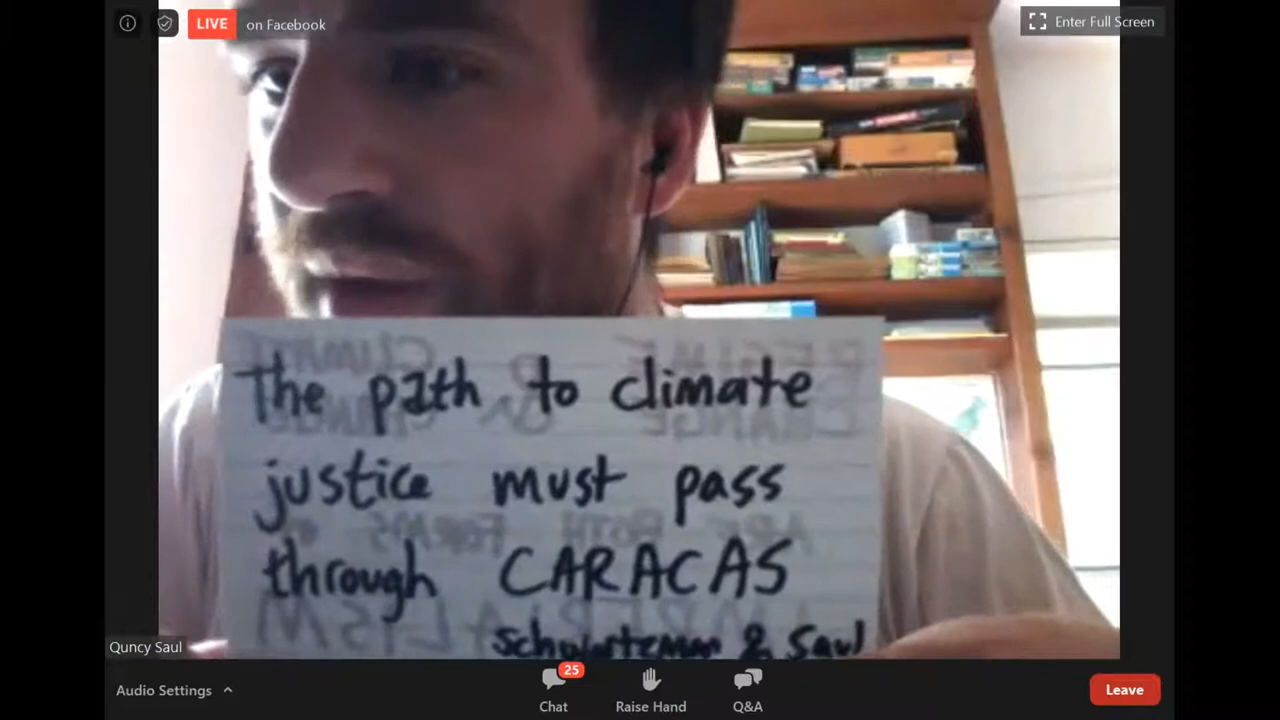 LIVE on Facebook
Enter Full Screen
The path to climate
justice must pass
through CARACAS
schwartzman & Saul
Quncy Saul
Audio Settings
25
Chat
Raise Hand
Q&A
Leave